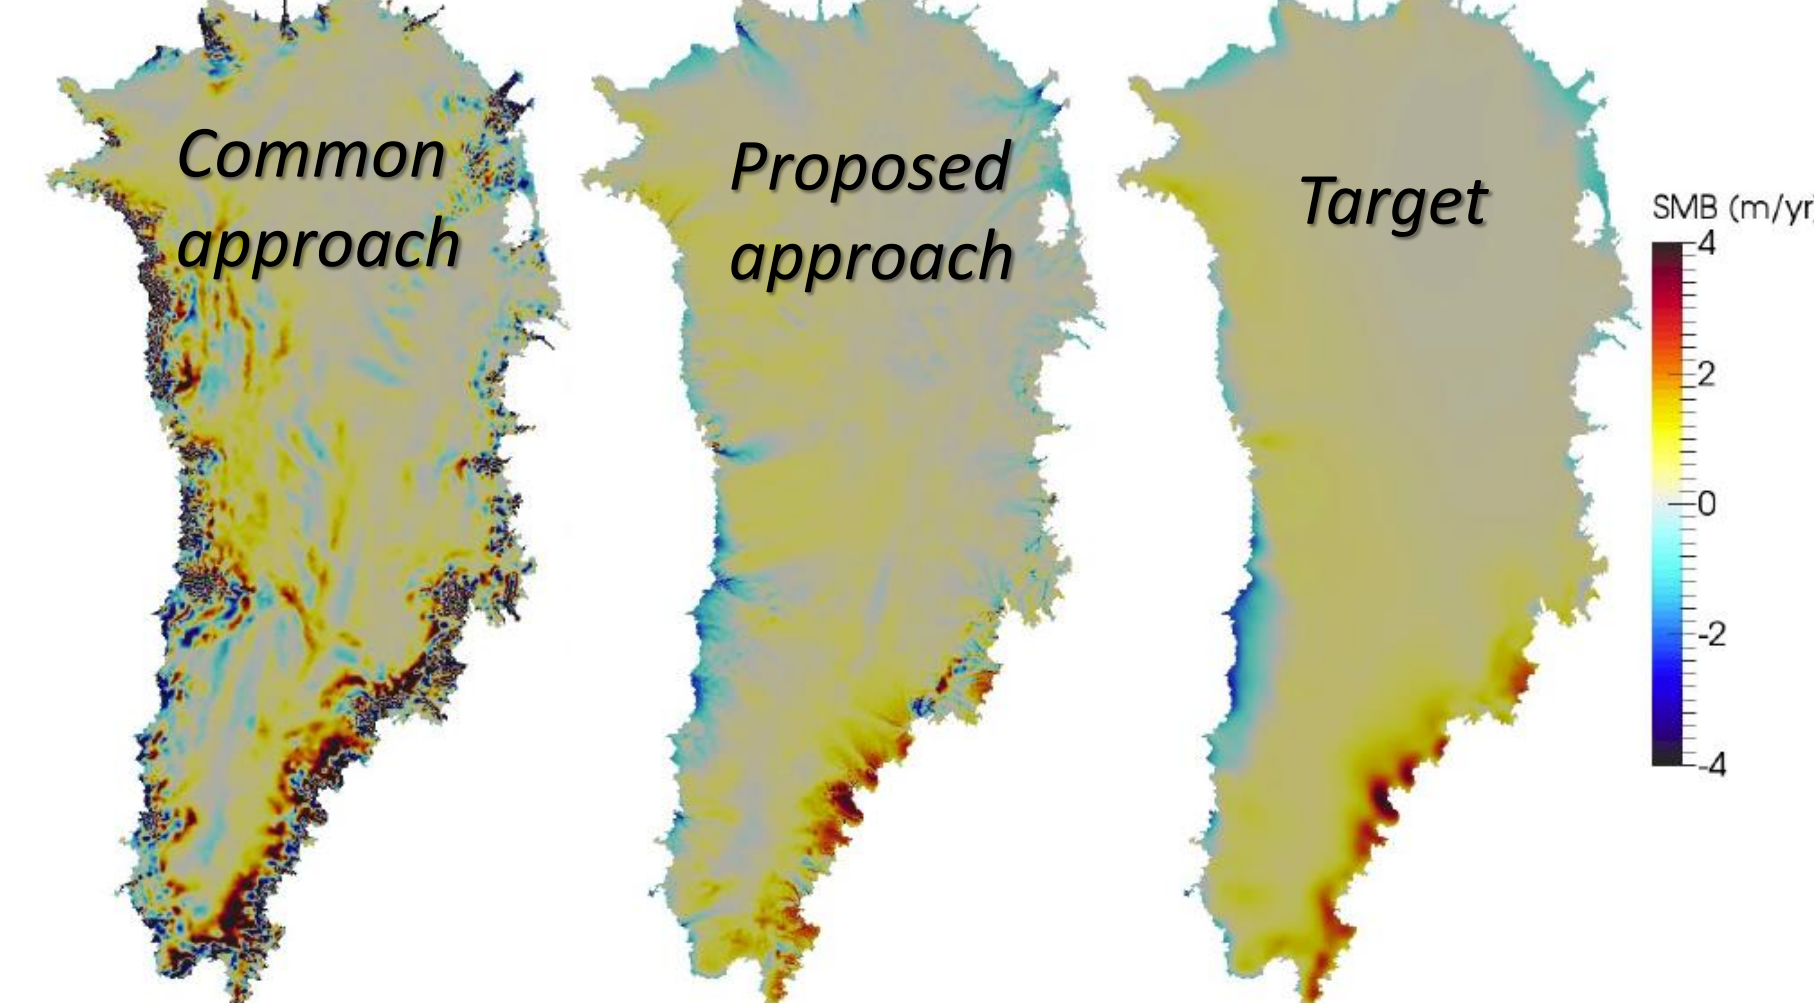 Common
approach
Proposed
approach
Target
SMB (m/yr)
4
2
0
-2
-4